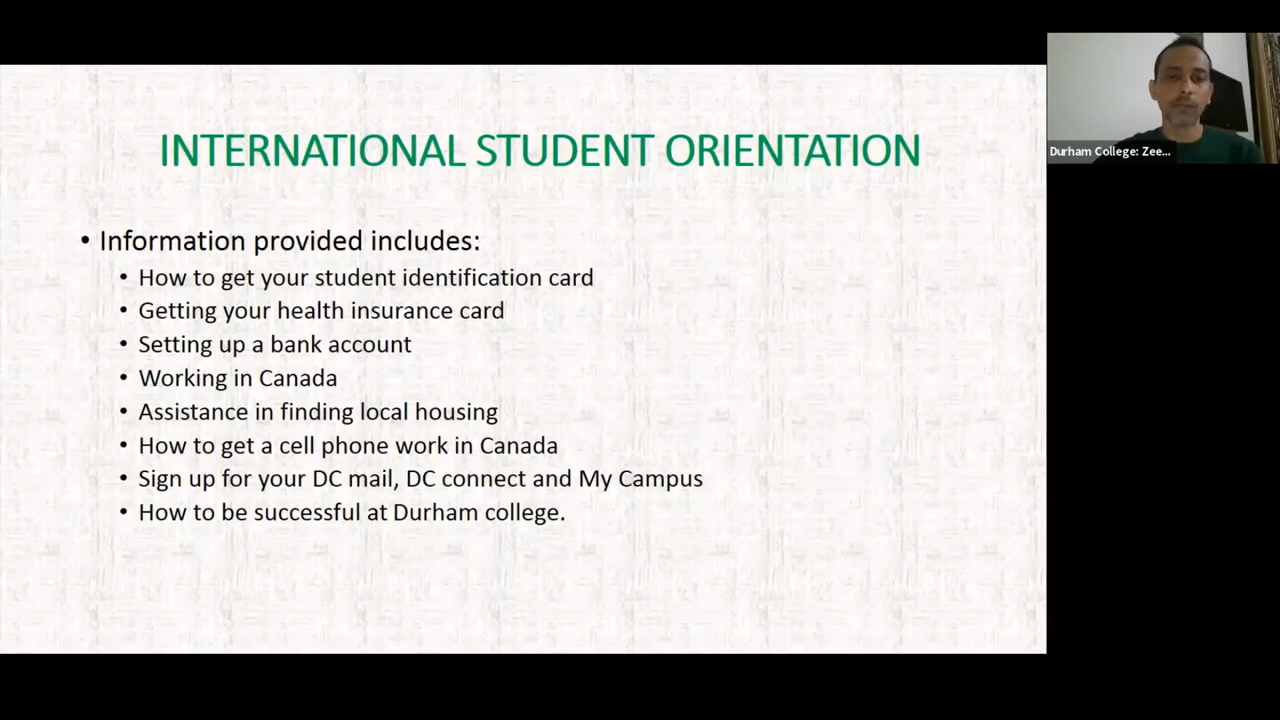 INTERNATIONAL STUDENT ORIENTATION
• Information provided includes:
• How to get your student identification card
• Getting your health insurance card
• Setting up a bank account
• Working in Canada
• Assistance in finding local housing
• How to get a cell phone work in Canada
• Sign up for your DC mail, DC connect and My Campus
• How to be successful at Durham college.
Durham College: Zee...